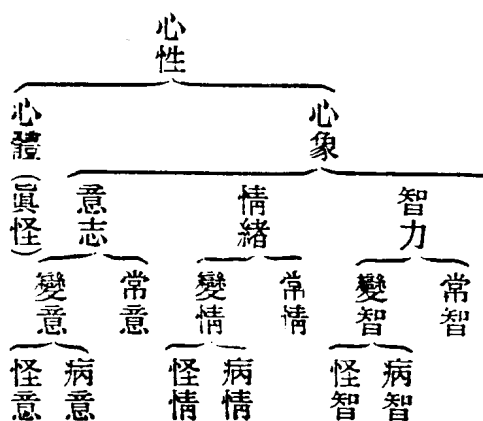 心性
心象
心體(眞怪)
智力
情緒
意志
常智
變智
常情
變情
常意
變意
病智
怪智
病情
怪情
病意
怪意